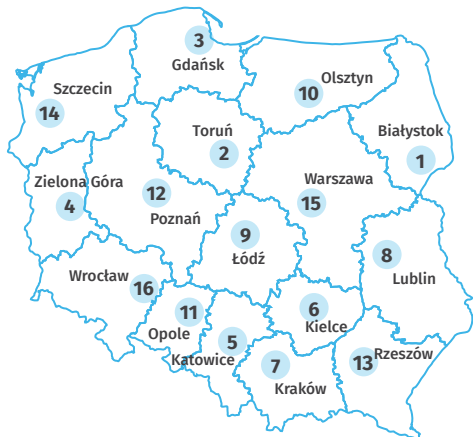 3
Gdańsk
Olsztyn
10
Szczecin
14
Toruń
2
Białystok
1
Zielona Góra
4
12
Poznań
Warszawa
15
9
Łódź
8
Lublin
Wrocław
16
11
Opole
6
Kielce
5
Katowice
7
Kraków
Rzeszów
13